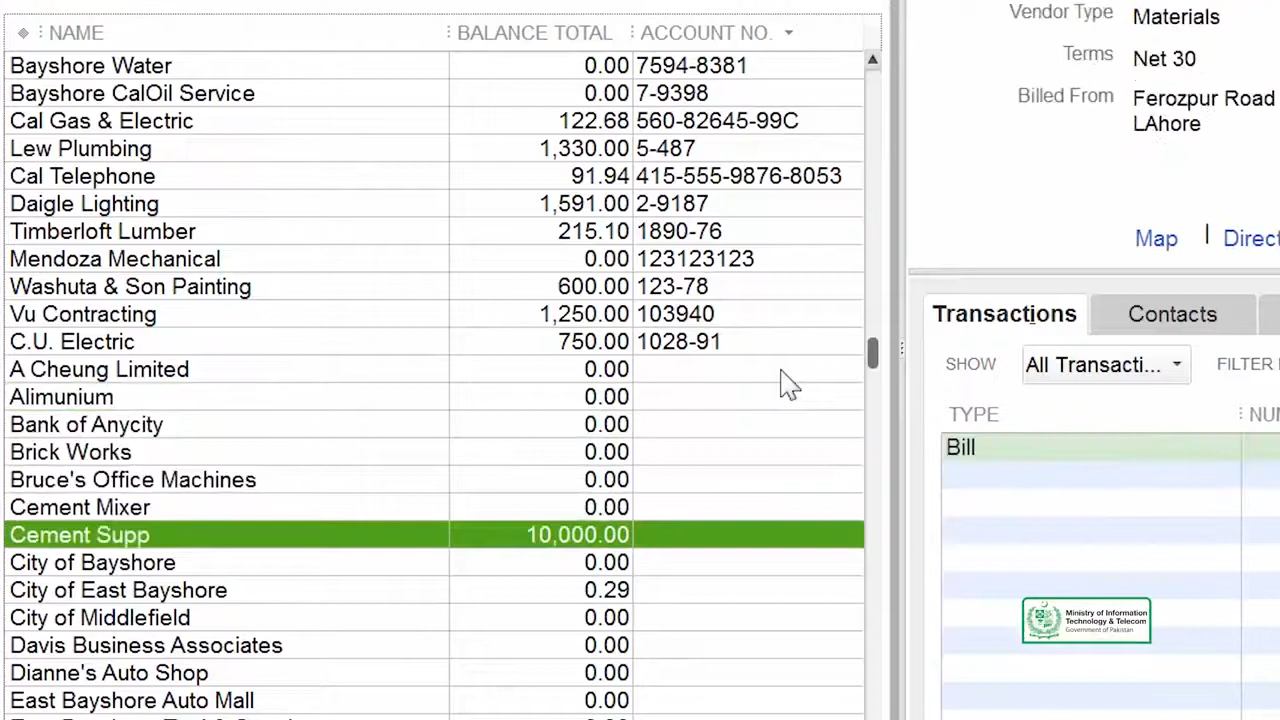 NAME BALANCE TOTAL ACCOUNT NO.
Bayshore Water 0.00 7594-8381
Bayshore CalOil Service 0.00 7-9398
Cal Gas & Electric 122.68 560-82645-99C
Lew Plumbing 1,330.00 5-487
Cal Telephone 91.94 415-555-9876-8053
Daigle Lighting 1,591.00 2-9187
Timberloft Lumber 215.10 1890-76
Mendoza Mechanical 0.00 123123123
Washuta & Son Painting 600.00 123-78
Vu Contracting 1,250.00 103940
C.U. Electric 750.00 1028-91
A Cheung Limited 0.00
Alimunium 0.00
Bank of Anycity 0.00
Brick Works 0.00
Bruce's Office Machines 0.00
Cement Mixer 0.00
Cement Supp 10,000.00
City of Bayshore 0.00
City of East Bayshore 0.29
City of Middlefield 0.00
Davis Business Associates 0.00
Dianne's Auto Shop 0.00
East Bayshore Auto Mall 0.00
Vendor Type Materials
Terms Net 30
Billed From Ferozpur Road
LAhore
Map | Direct
Transactions Contacts
SHOW All Transacti... FILTER
TYPE NU
Bill
Ministry of Information
Technology & Telecom
Government of Pakistan